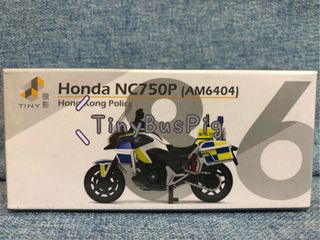 微影
TINY
Honda NC750P (AM6404)
Hong Kong Police
TinyBusPig
86